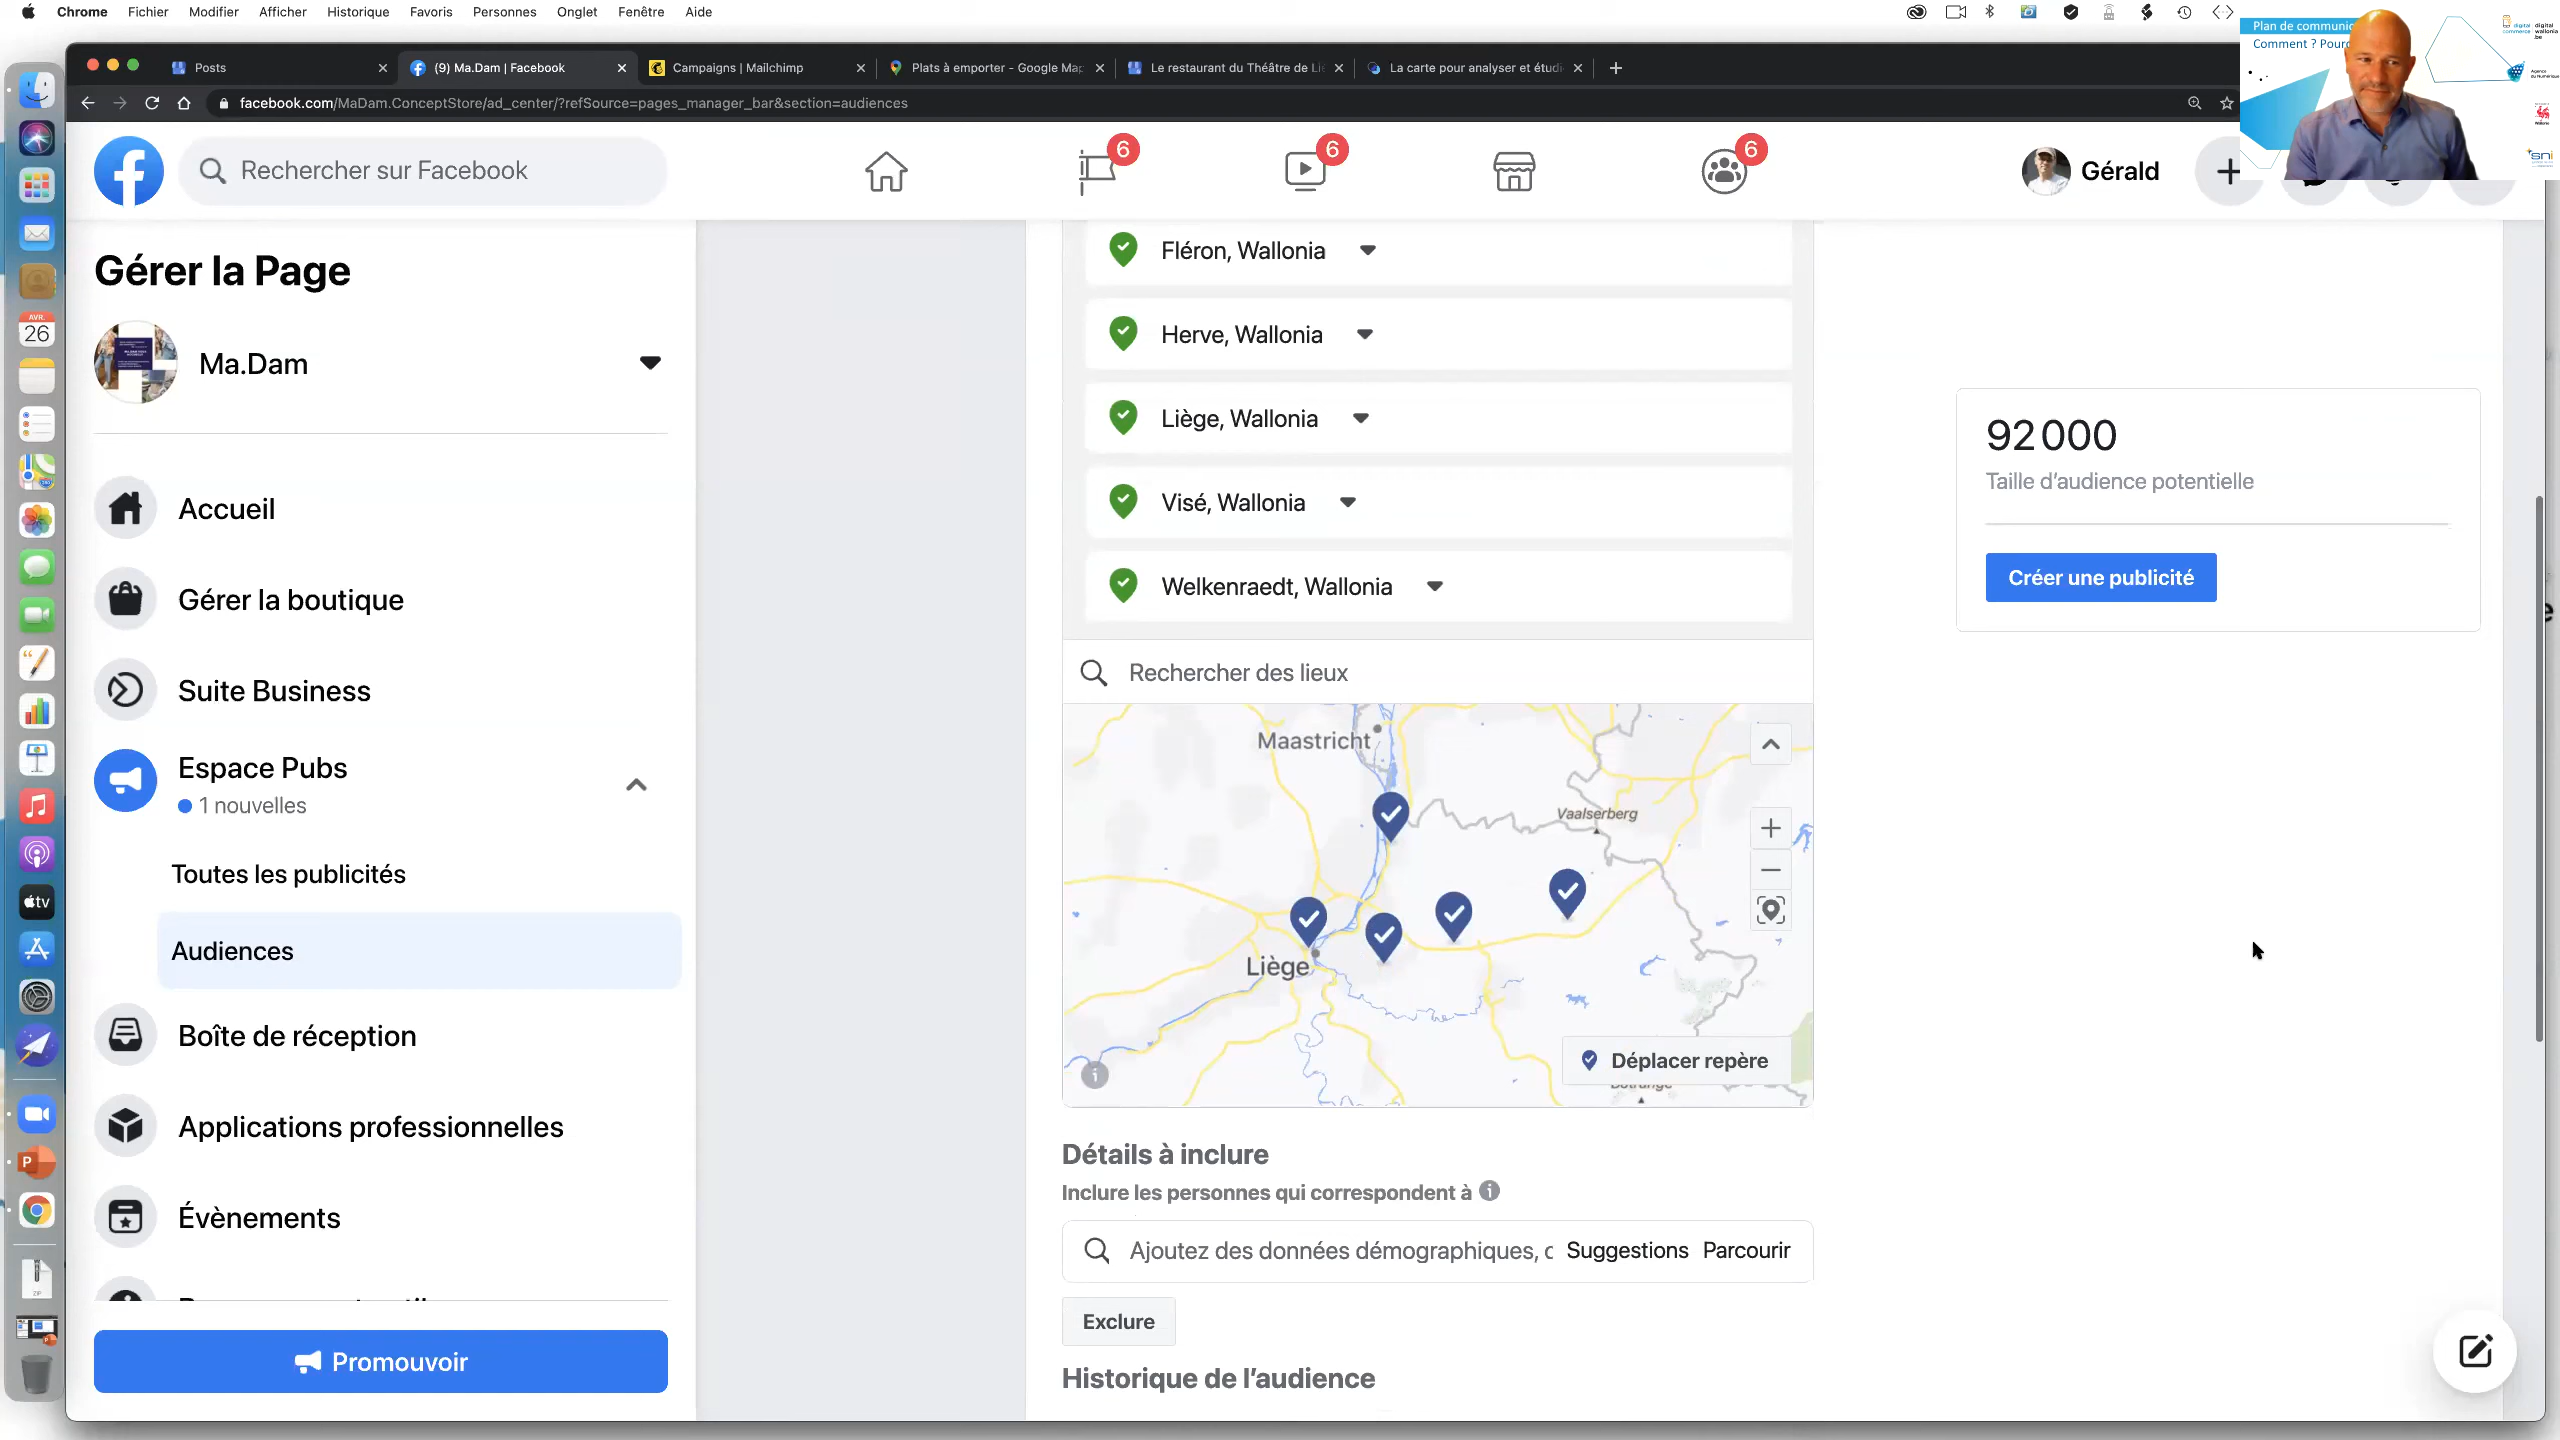 Chrome Fichier Modifier Afficher Historique Favoris Personnes Onglet Fenêtre Aide
Plan de communic
Comment ? Pourq
Posts
(9) Ma.Dam | Facebook
Campaigns | Mailchimp
Plats à emporter - Google Map
Le restaurant du Théâtre de Li
La carte pour analyser et étudi
facebook.com/MaDam.ConceptStore/ad_center/?refSource=pages_manager_bar&section=audiences
Rechercher sur Facebook
6
6
6
Gérald
Gérer la Page
Ma.Dam
Accueil
Gérer la boutique
Suite Business
Espace Pubs
1 nouvelles
Toutes les publicités
Audiences
Boîte de réception
Applications professionnelles
Évènements
Promouvoir
Fléron, Wallonia
Herve, Wallonia
Liège, Wallonia
Visé, Wallonia
Welkenraedt, Wallonia
Rechercher des lieux
Maastricht
Vaalserberg
Liège
Déplacer repère
Détails à inclure
Inclure les personnes qui correspondent à
Ajoutez des données démographiques, c Suggestions Parcourir
Exclure
Historique de l'audience
92 000
Taille d'audience potentielle
Créer une publicité
AVR.
26
tv
ZIP
sni